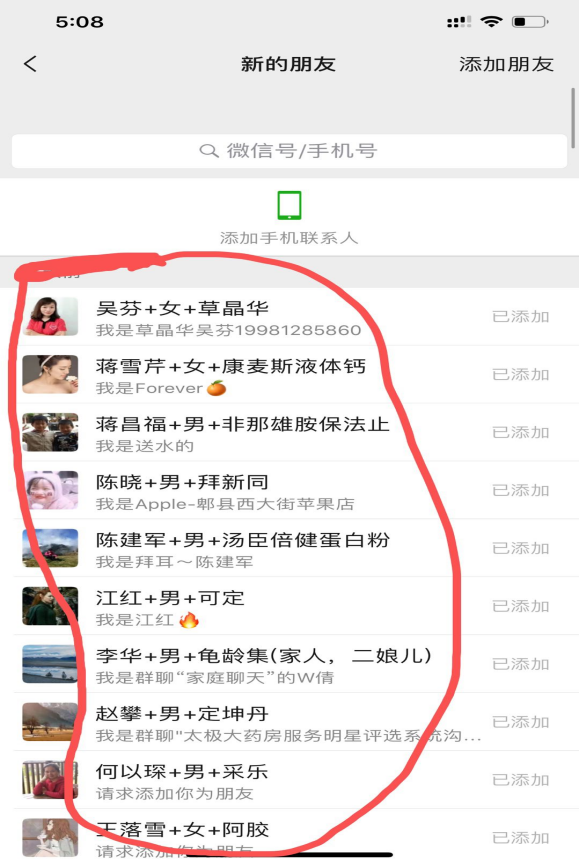 5:08
新的朋友
添加朋友
微信号/手机号
添加手机联系人
吴芬+女+草晶华
我是草晶华吴芬19981285860
已添加
蒋雪芹+女+康麦斯液体钙
我是Forever🍊
已添加
蒋昌福+男+非那雄胺保法止
我是送水的
已添加
陈晓+男+拜新同
我是Apple-郫县西大街苹果店
已添加
陈建军+男+汤臣倍健蛋白粉
我是拜耳～陈建军
已添加
江红+男+可定
我是江红🔥
已添加
李华+男+龟龄集(家人，二娘儿)
我是群聊“家庭聊天”的W倩
已添加
赵攀+男+定坤丹
我是群聊"太极大药房服务明星评选系统沟...
已添加
何以琛+男+采乐
请求添加你为朋友
已添加
王落雪+女+阿胶
请求添加你为朋友
已添加